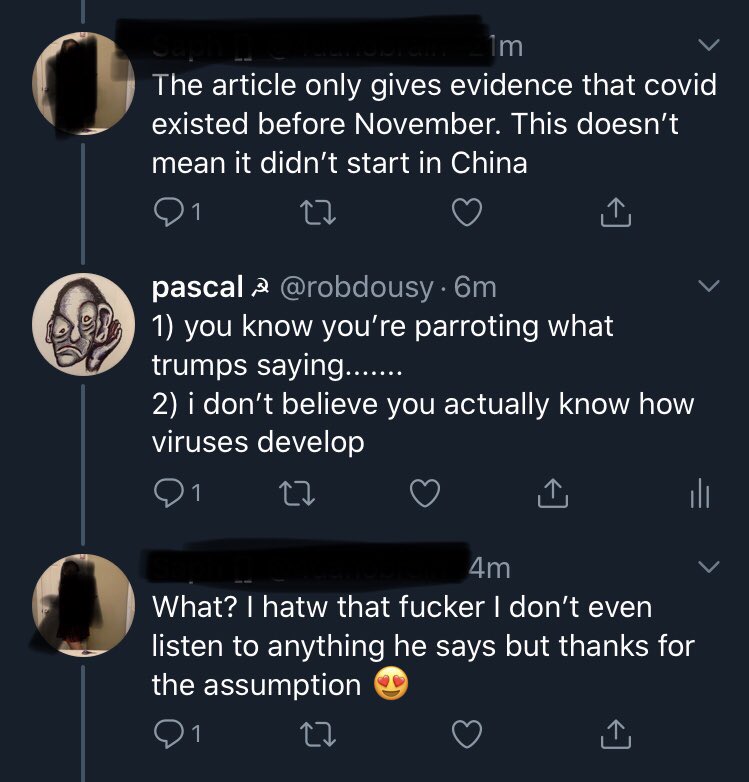 1m
The article only gives evidence that covid
existed before November. This doesn’t
mean it didn’t start in China
1
pascal ☭ @robdousy · 6m
1) you know you’re parroting what
trumps saying.......
2) i don’t believe you actually know how
viruses develop
1
4m
What? I hatw that fucker I don’t even
listen to anything he says but thanks for
the assumption 😍
1